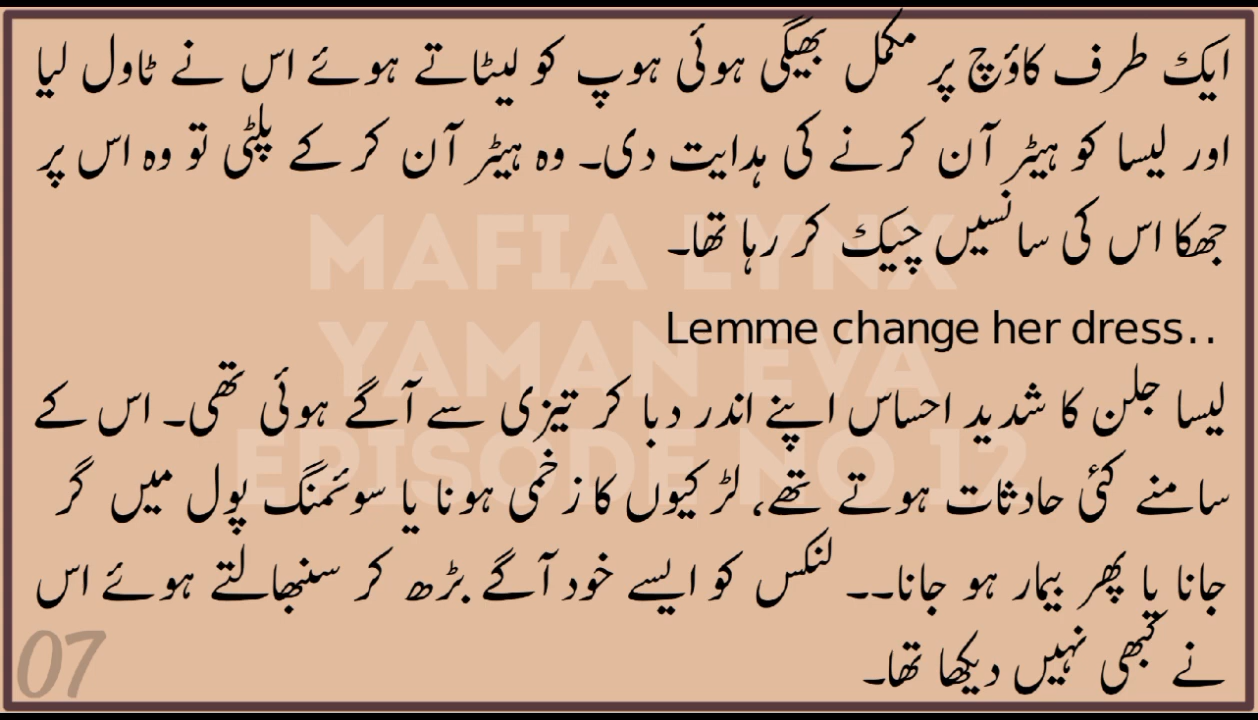 ایک طرف کاؤچ پر مکمل بھیگی ہوئی ہوپ کو لیٹاتے ہوئے اس نے ٹاول لیا
اور لیسا کو ہیٹر آن کرنے کی ہدایت دی۔ وہ ہیٹر آن کر کے پلٹی تو وہ اس پر
جھکا اس کی سانسیں چیک کر رہا تھا۔
Lemme change her dress..
لیسا جلن کا شدید احساس اپنے اندر دبا کر تیزی سے آگے ہوئی تھی۔ اس کے
سامنے کئی حادثات ہوتے تھے، لڑکیوں کا زخمی ہونا یا سوئمنگ پول میں گر
جانا یا پھر بیمار ہو جانا۔۔ لنکس کو ایسے خود آگے بڑھ کر سنبھالتے ہوئے اس
نے کبھی نہیں دیکھا تھا۔
MAFIA LYNX
YAMAN EVA
EPISODE NO 12
07